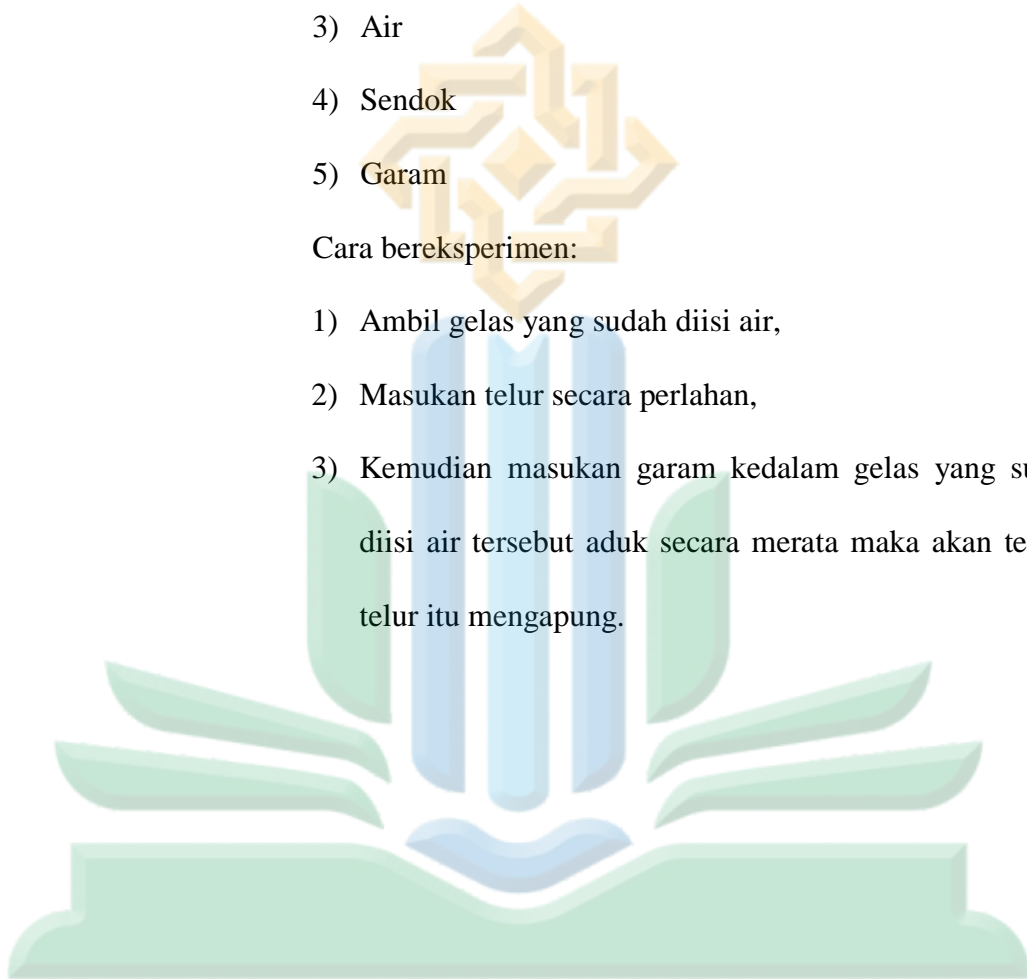 3) Air
4) Sendok
5) Garam
Cara bereksperimen:
1) Ambil gelas yang sudah diisi air,
2) Masukan telur secara perlahan,
3) Kemudian masukan garam kedalam gelas yang
diisi air tersebut aduk secara merata maka akan
telur itu mengapung.